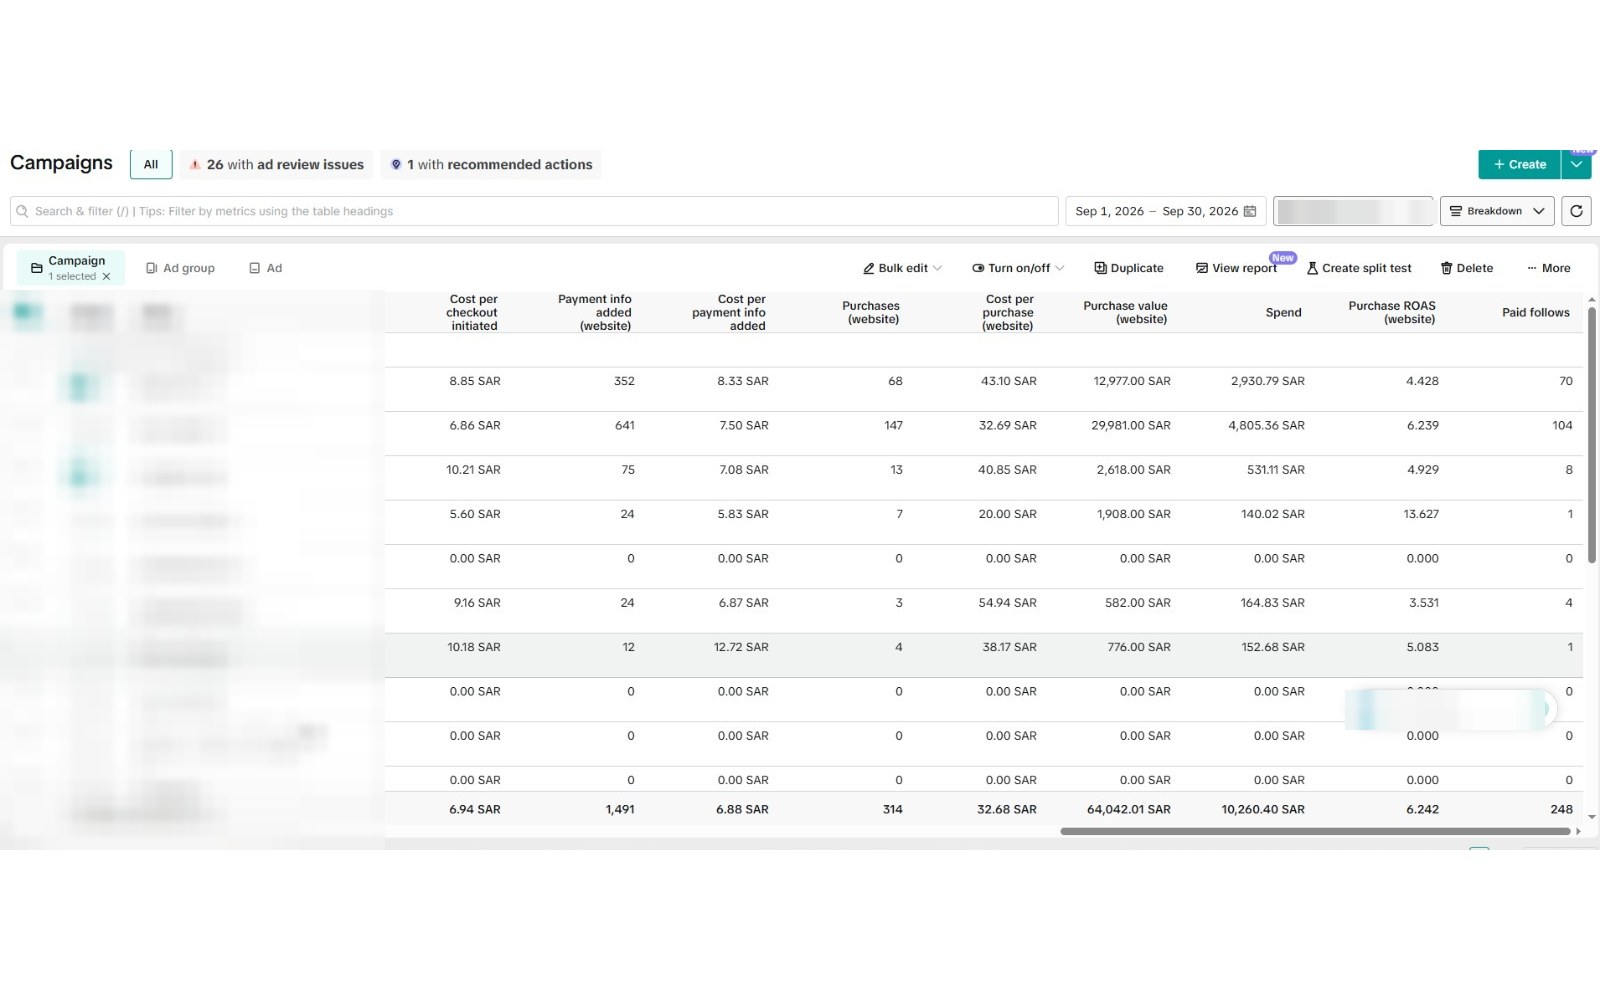 Campaigns All 26 with ad review issues 1 with recommended actions + Create
Search & filter (/) | Tips: Filter by metrics using the table headings Sep 1, 2026 – Sep 30, 2026 Breakdown
Campaign
1 selected ×
Ad group Ad Bulk edit Turn on/off Duplicate View report New Create split test Delete ··· More
Cost per checkout initiated Payment info added (website) Cost per payment info added Purchases (website) Cost per purchase (website) Purchase value (website) Spend Purchase ROAS (website) Paid follows
8.85 SAR 352 8.33 SAR 68 43.10 SAR 12,977.00 SAR 2,930.79 SAR 4.428 70
6.86 SAR 641 7.50 SAR 147 32.69 SAR 29,981.00 SAR 4,805.36 SAR 6.239 104
10.21 SAR 75 7.08 SAR 13 40.85 SAR 2,618.00 SAR 531.11 SAR 4.929 8
5.60 SAR 24 5.83 SAR 7 20.00 SAR 1,908.00 SAR 140.02 SAR 13.627 1
0.00 SAR 0 0.00 SAR 0 0.00 SAR 0.00 SAR 0.00 SAR 0.000 0
9.16 SAR 24 6.87 SAR 3 54.94 SAR 582.00 SAR 164.83 SAR 3.531 4
10.18 SAR 12 12.72 SAR 4 38.17 SAR 776.00 SAR 152.68 SAR 5.083 1
0.00 SAR 0 0.00 SAR 0 0.00 SAR 0.00 SAR 0.00 SAR 0
0.00 SAR 0 0.00 SAR 0 0.00 SAR 0.00 SAR 0.00 SAR 0.000 0
0.00 SAR 0 0.00 SAR 0 0.00 SAR 0.00 SAR 0.00 SAR 0.000 0
6.94 SAR 1,491 6.88 SAR 314 32.68 SAR 64,042.01 SAR 10,260.40 SAR 6.242 248